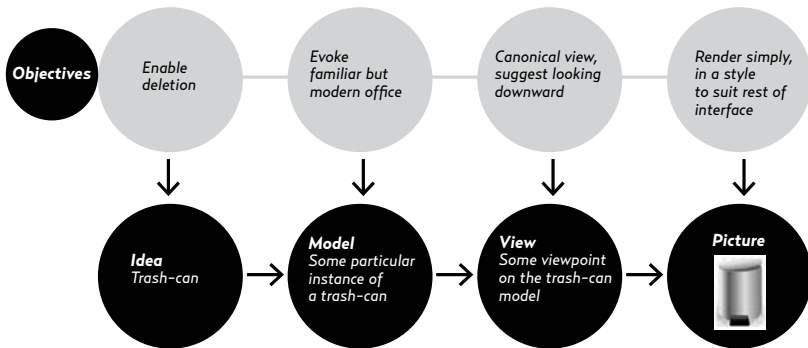 Objectives
Enable
deletion
Evoke
familiar but
modern office
Canonical view,
suggest looking
downward
Render simply,
in a style
to suit rest of
interface
Idea
Trash-can
Model
Some particular
instance of
a trash-can
View
Some viewpoint
on the trash-can
model
Picture